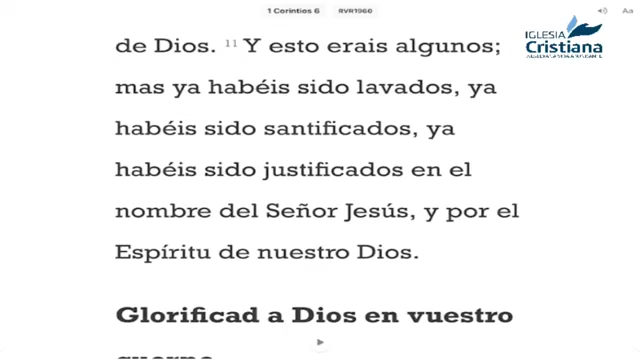 1 Corintios 6 RVR1960
IGLESIA
Cristiana
de Dios. 11 Y esto erais algunos;
mas ya habéis sido lavados, ya
habéis sido santificados, ya
habéis sido justificados en el
nombre del Señor Jesús, y por el
Espíritu de nuestro Dios.
Glorificad a Dios en vuestro
cuerpo